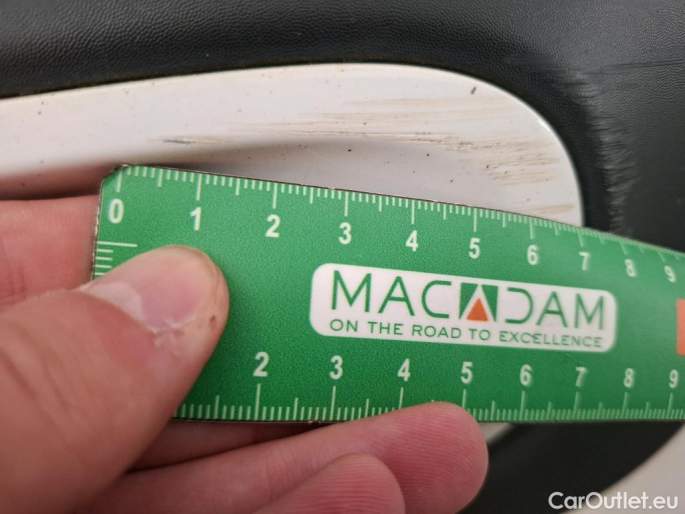 0 1 2 3 4 5 6 7 8 9
MACADAM
ON THE ROAD TO EXCELLENCE
2 3 4 5 6 7 8 9
CarOutlet.eu